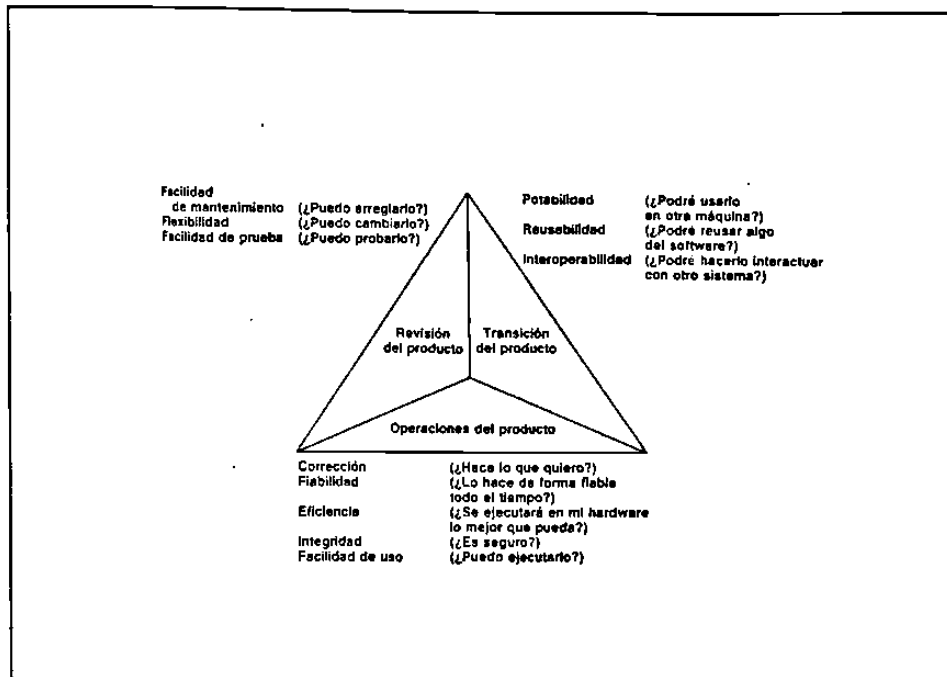 Facilidad
de mantenimiento (¿Puedo arreglarlo?)
Flexibilidad (¿Puedo cambiarlo?)
Facilidad de prueba (¿Puedo probarlo?)
Potabilidad (¿Podré usarlo
en otra máquina?)
Reusabilidad (¿Podré reusar algo
del software?)
Interoperabilidad (¿Podré hacerlo interactuar
con otro sistema?)
Revisión
del producto
Transición
del producto
Operaciones del producto
Corrección (¿Hace lo que quiero?)
Fiabilidad (¿Lo hace de forma fiable
todo el tiempo?)
Eficiencia (¿Se ejecutará en mi hardware
lo mejor que pueda?)
Integridad (¿Es seguro?)
Facilidad de uso (¿Puedo ejecutarlo?)